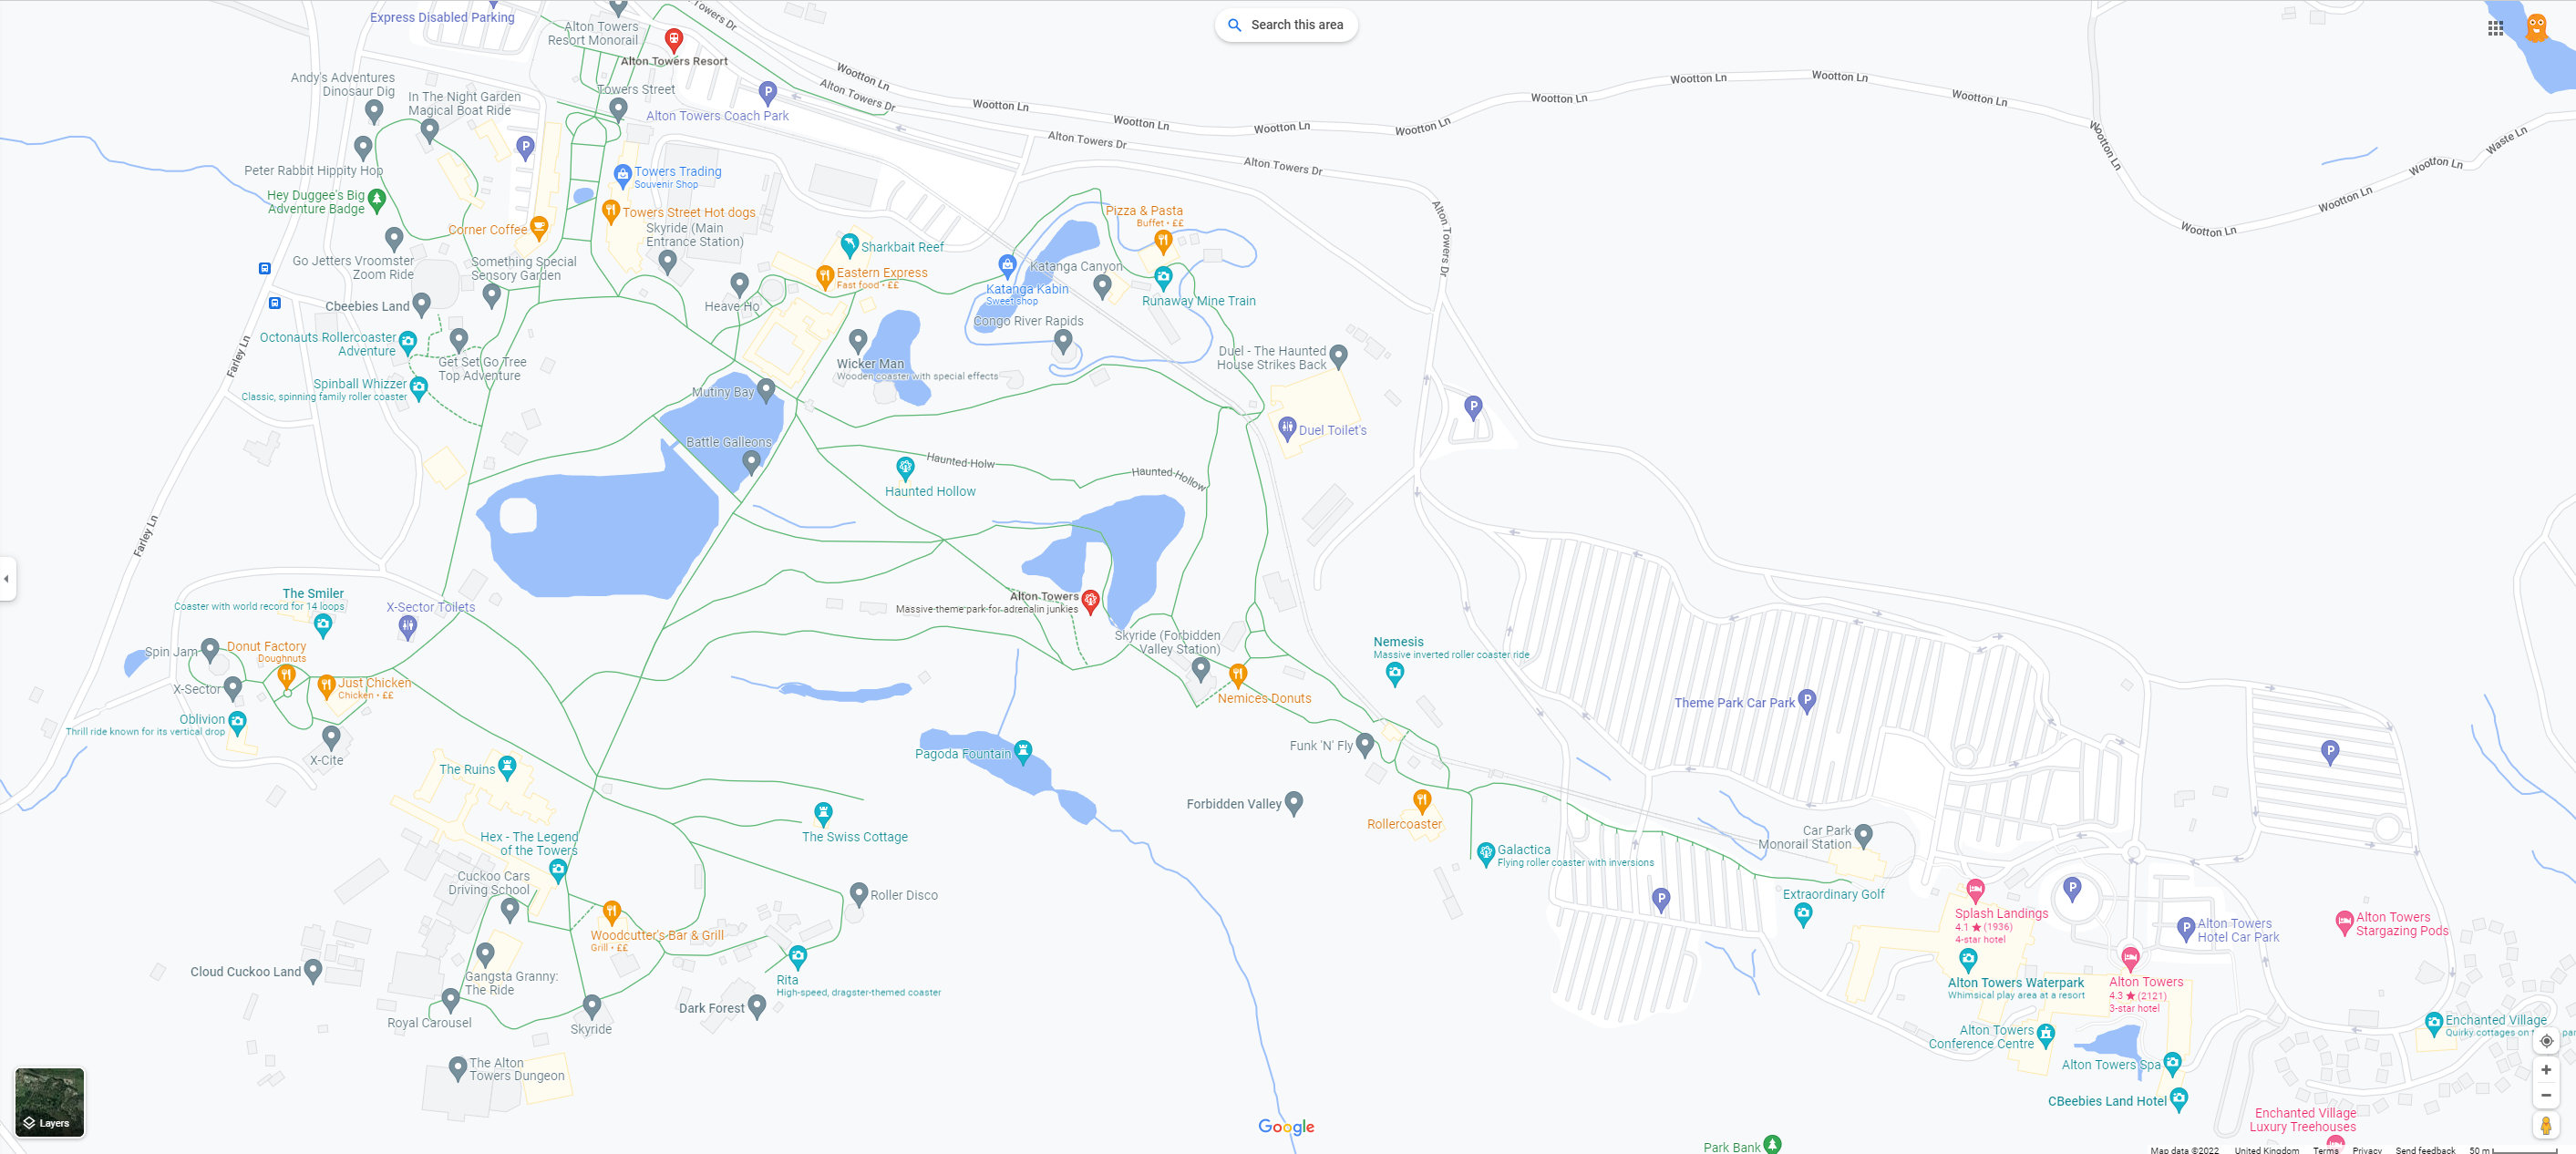 Express Disabled Parking
Alton Towers
Resort Monorail
Towers Dr
Alton Towers Resort
Search this area
Wootton Ln
Alton Towers Dr
Wootton Ln
Wootton Ln
Wootton Ln
Wootton Ln
Wootton Ln
Wootton Ln
Wootton Ln
Wootton Ln
Wootton Ln
Waste Ln
Wootton Ln
Wootton Ln
Wootton Ln
Alton Towers Dr
Alton Towers Dr
Alton Towers Dr
Andy's Adventures
Dinosaur Dig
In The Night Garden
Magical Boat Ride
Towers Street
P
Alton Towers Coach Park
P
Peter Rabbit Hippity Hop
Towers Trading
Souvenir Shop
Hey Duggee's Big
Adventure Badge
Towers Street Hot dogs
Corner Coffee
Skyride (Main
Entrance Station)
Pizza & Pasta
Buffet • ££
Sharkbait Reef
Go Jetters Vroomster
Zoom Ride
Something Special
Sensory Garden
Eastern Express
Fast food • ££
Katanga Canyon
Katanga Kabin
Sweet shop
Runaway Mine Train
Cbeebies Land
Heave Ho
Congo River Rapids
Octonauts Rollercoaster
Adventure
Get Set Go Tree
Top Adventure
Farley Ln
Wicker Man
Wooden coaster with special effects
Duel - The Haunted
House Strikes Back
Spinball Whizzer
Classic, spinning family roller coaster
Mutiny Bay
P
Battle Galleons
Duel Toilet's
Haunted Holw
Haunted Hollow
Haunted Hollow
Farley Ln
The Smiler
Coaster with world record for 14 loops
X-Sector Toilets
Alton Towers
Massive theme park for adrenalin junkies
Spin Jam
Donut Factory
Doughnuts
Skyride (Forbidden
Valley Station)
Nemesis
Massive inverted roller coaster ride
X-Sector
Just Chicken
Chicken • ££
Nemices Donuts
Theme Park Car Park
P
Oblivion
Thrill ride known for its vertical drop
X-Cite
The Ruins
Pagoda Fountain
Funk 'N' Fly
P
Forbidden Valley
Rollercoaster
Hex - The Legend
of the Towers
The Swiss Cottage
Car Park
Monorail Station
Galactica
Flying roller coaster with inversions
Cuckoo Cars
Driving School
Roller Disco
P
Extraordinary Golf
P
Splash Landings
4.1 ★ (1936)
4-star hotel
P
Alton Towers
Hotel Car Park
Alton Towers
Stargazing Pods
Woodcutter's Bar & Grill
Grill • ££
Cloud Cuckoo Land
Gangsta Granny:
The Ride
Rita
High-speed, dragster-themed coaster
Alton Towers Waterpark
Whimsical play area at a resort
Alton Towers
4.3 ★ (2121)
3-star hotel
Dark Forest
Royal Carousel
Skyride
Alton Towers
Conference Centre
Enchanted Village
The Alton
Towers Dungeon
Alton Towers Spa
CBeebies Land Hotel
Enchanted Village
Luxury Treehouses
Layers
Google
Park Bank
Map data ©2022 United Kingdom Terms Privacy Send feedback 50 m